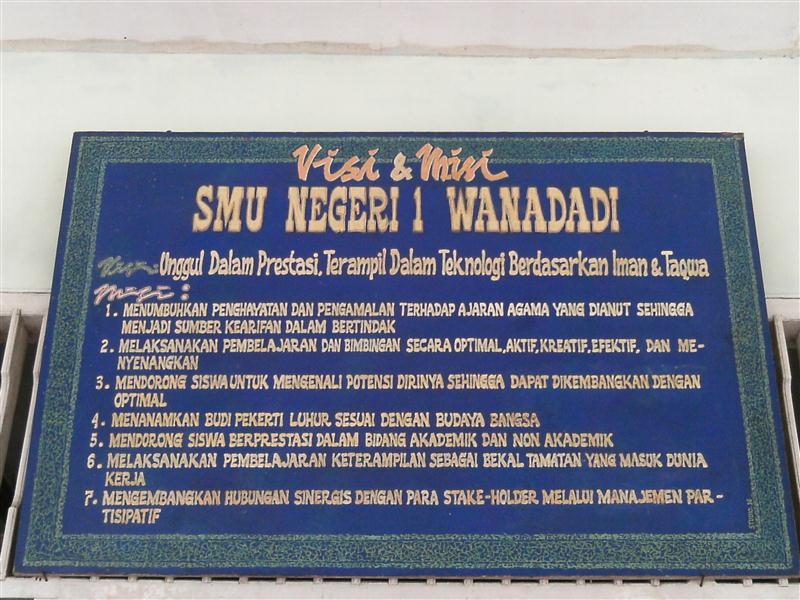 Visi & Misi
SMU NEGERI 1 WANADADI
Visi: Unggul Dalam Prestasi, Terampil Dalam Teknologi Berdasarkan Iman & Taqwa
Misi :
1. MENUMBUHKAN PENGHAYATAN DAN PENGAMALAN TERHADAP AJARAN AGAMA YANG DIANUT SEHINGGA
MENJADI SUMBER KEARIFAN DALAM BERTINDAK
2. MELAKSANAKAN PEMBELAJARAN DAN BIMBINGAN SECARA OPTIMAL, AKTIF, KREATIF, EFEKTIF, DAN ME-
NYENANGKAN
3. MENDORONG SISWA UNTUK MENGENALI POTENSI DIRINYA SEHINGGA DAPAT DIKEMBANGKAN DENGAN
OPTIMAL
4. MENANAMKAN BUDI PEKERTI LUHUR SESUAI DENGAN BUDAYA BANGSA
5. MENDORONG SISWA BERPRESTASI DALAM BIDANG AKADEMIK DAN NON AKADEMIK
6. MELAKSANAKAN PEMBELAJARAN KETERAMPILAN SEBAGAI BEKAL TAMATAN YANG MASUK DUNIA
KERJA
7. MENGEMBANGKAN HUBUNGAN SINERGIS DENGAN PARA STAKE-HOLDER MELALUI MANAJEMEN PAR-
TISIPATIF